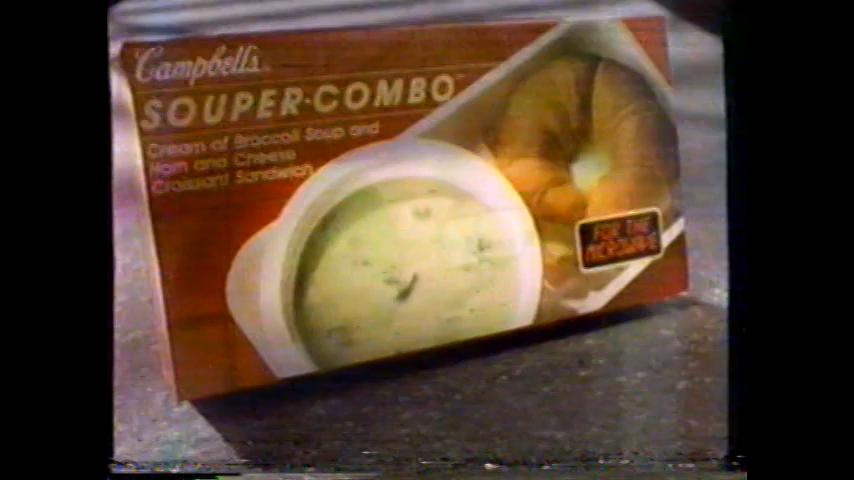 Campbell's
SOUPER·COMBO
Cream of Broccoli Soup and
Ham and Cheese
Croissant Sandwich
FOR THE
MICROWAVE